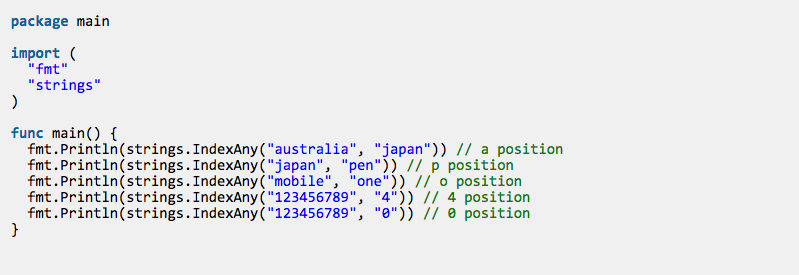 package main
import (
"fmt"
"strings"
)
func main() {
fmt.Println(strings.IndexAny("australia", "japan")) // a position
fmt.Println(strings.IndexAny("japan", "pen")) // p position
fmt.Println(strings.IndexAny("mobile", "one")) // o position
fmt.Println(strings.IndexAny("123456789", "4")) // 4 position
fmt.Println(strings.IndexAny("123456789", "0")) // 0 position
}